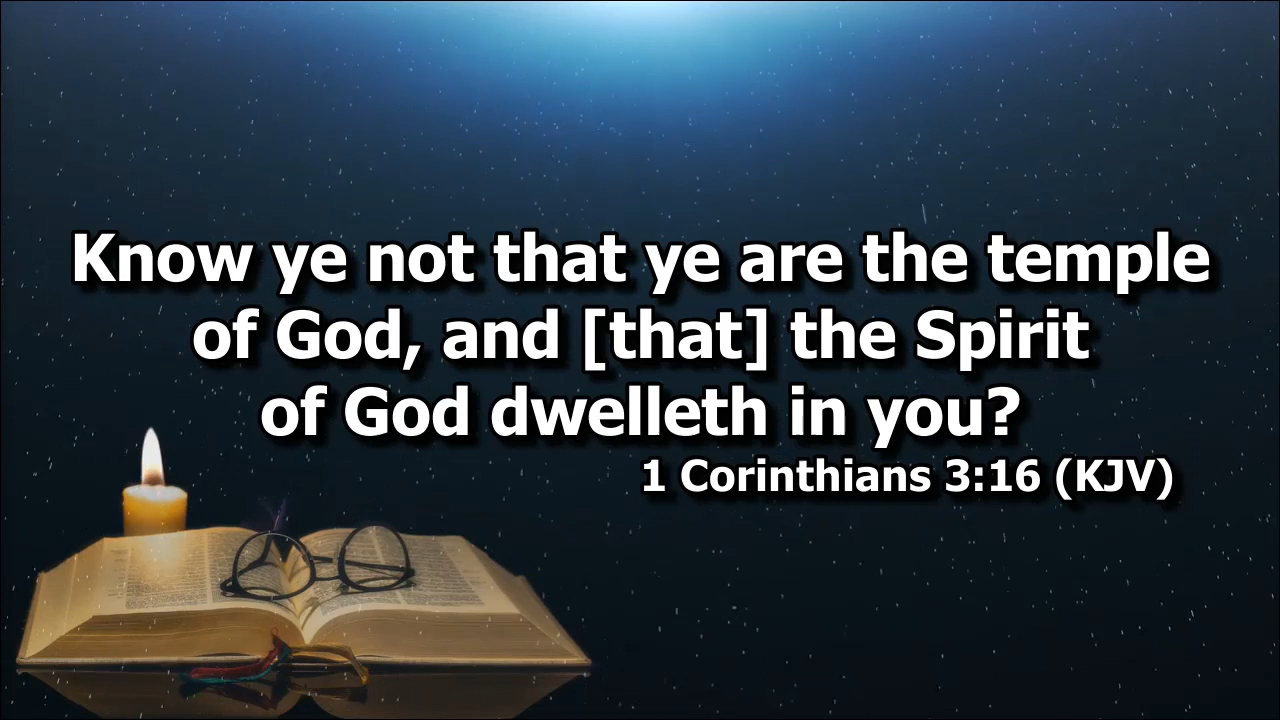 Know ye not that ye are the temple
of God, and [that] the Spirit
of God dwelleth in you?
1 Corinthians 3:16 (KJV)